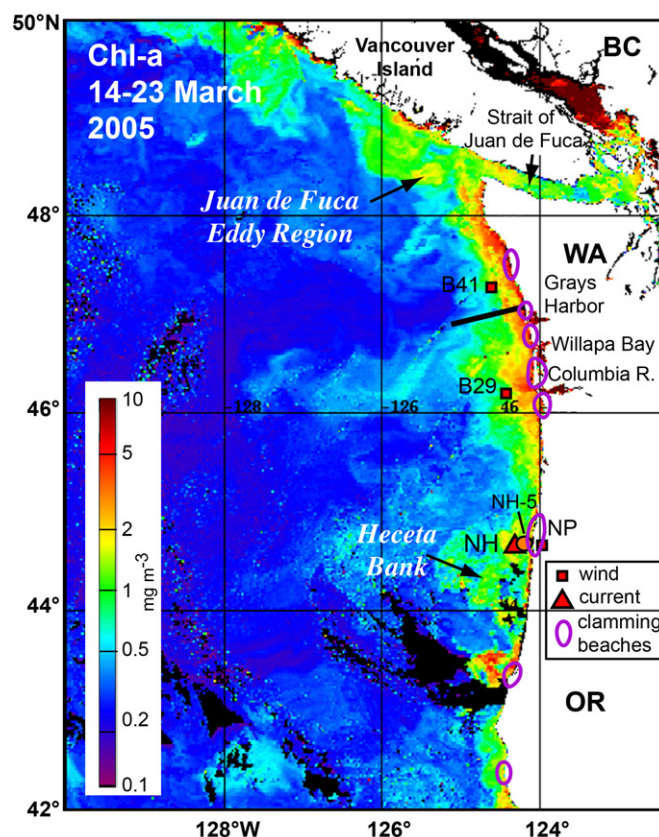 50°N
Chl-a
14-23 March
2005
Vancouver
Island
BC
Strait of
Juan de Fuca
Juan de Fuca
Eddy Region
48°
WA
B41
Grays
Harbor
Willapa Bay
Columbia R.
B29
46°
-128
-126
46
10
5
2
1
0.5
0.2
0.1
mg m-3
NH-5
NP
NH
Heceta
Bank
wind
current
clamming
beaches
44°
OR
42°
128°W
126°
124°